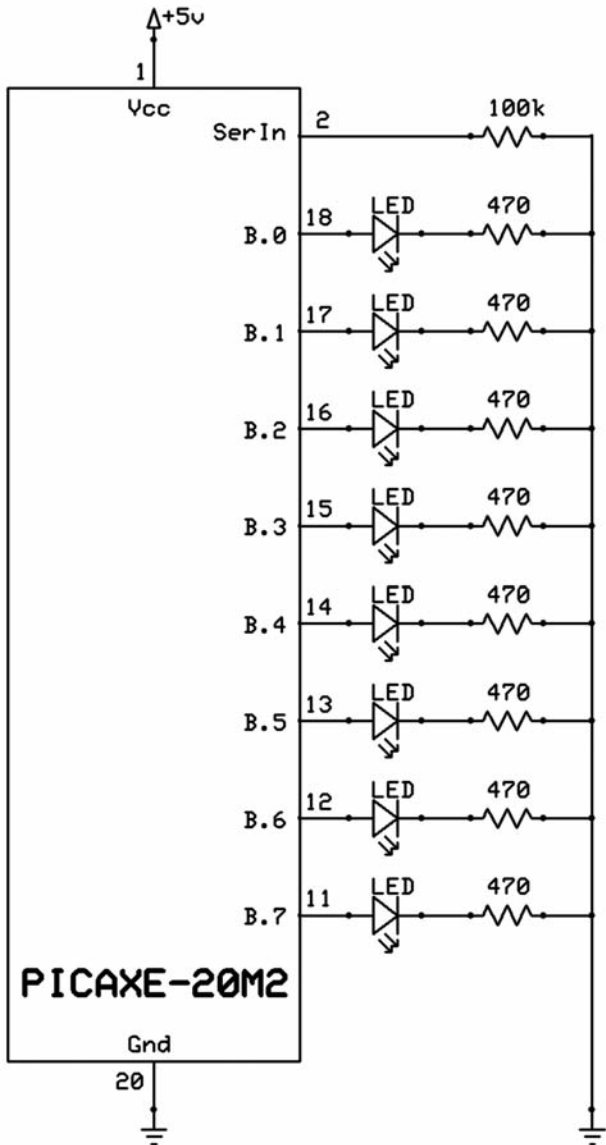 +5v
1
Vcc
100k
SerIn 2
LED 470
18
B.0
LED 470
17
B.1
LED 470
16
B.2
LED 470
15
B.3
LED 470
14
B.4
LED 470
13
B.5
LED 470
12
B.6
LED 470
11
B.7
PICAXE-20M2
Gnd
20